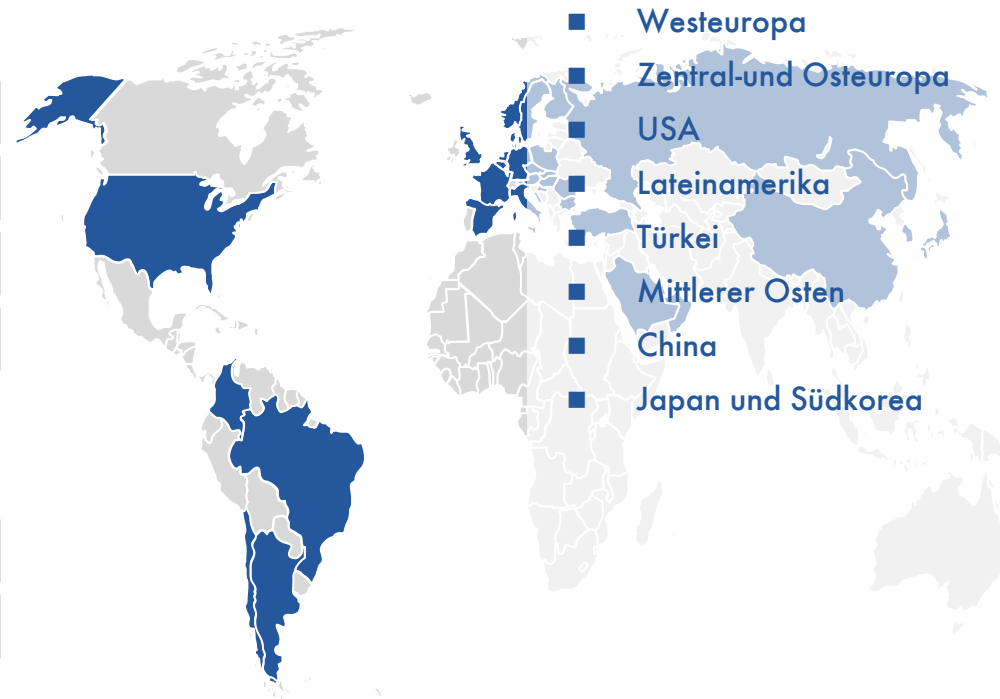 Westeuropa
Zentral-und Osteuropa
USA
Lateinamerika
Türkei
Mittlerer Osten
China
Japan und Südkorea